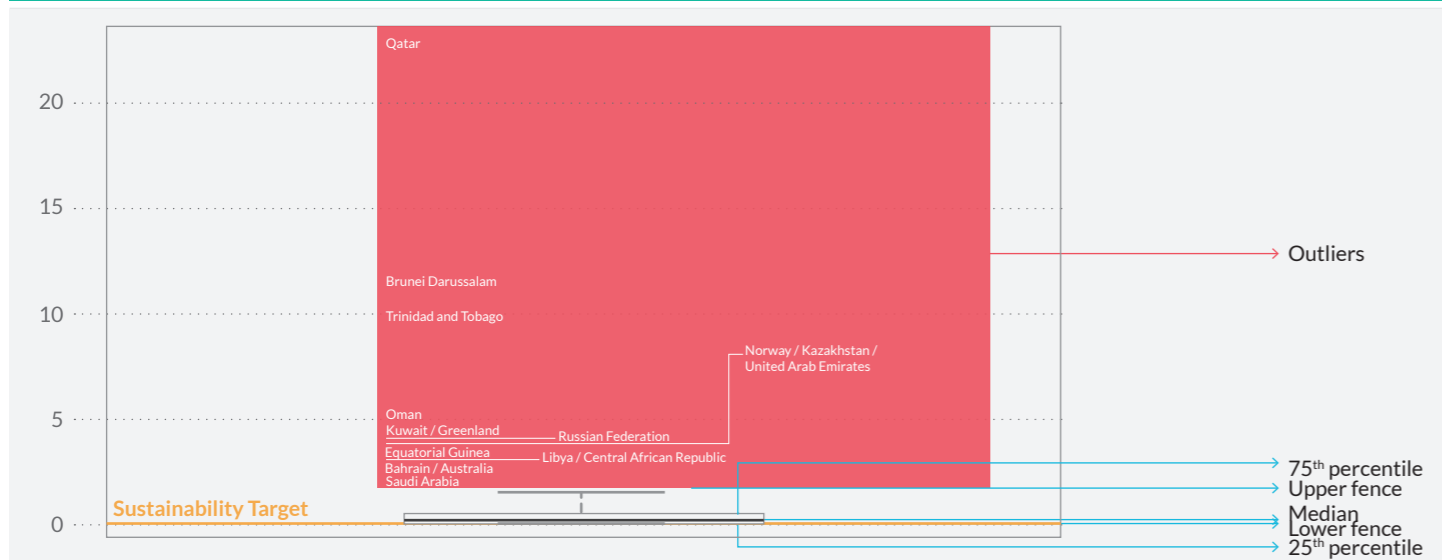 Qatar
20
15
Outliers
Brunei Darussalam
10
Trinidad and Tobago
Norway / Kazakhstan /
United Arab Emirates
Oman
5
Kuwait / Greenland
Russian Federation
Equatorial Guinea
Libya / Central African Republic
Bahrain / Australia
Saudi Arabia
75th percentile
Upper fence
Sustainability Target
Median
0
Lower fence
25th percentile